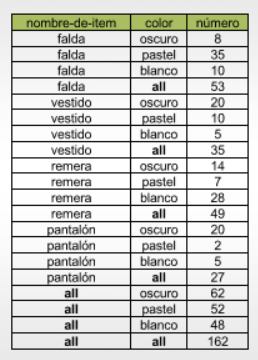 nombre-de-item color número
falda oscuro 8
falda pastel 35
falda blanco 10
falda all 53
vestido oscuro 20
vestido pastel 10
vestido blanco 5
vestido all 35
remera oscuro 14
remera pastel 7
remera blanco 28
remera all 49
pantalón oscuro 20
pantalón pastel 2
pantalón blanco 5
pantalón all 27
all oscuro 62
all pastel 52
all blanco 48
all all 162